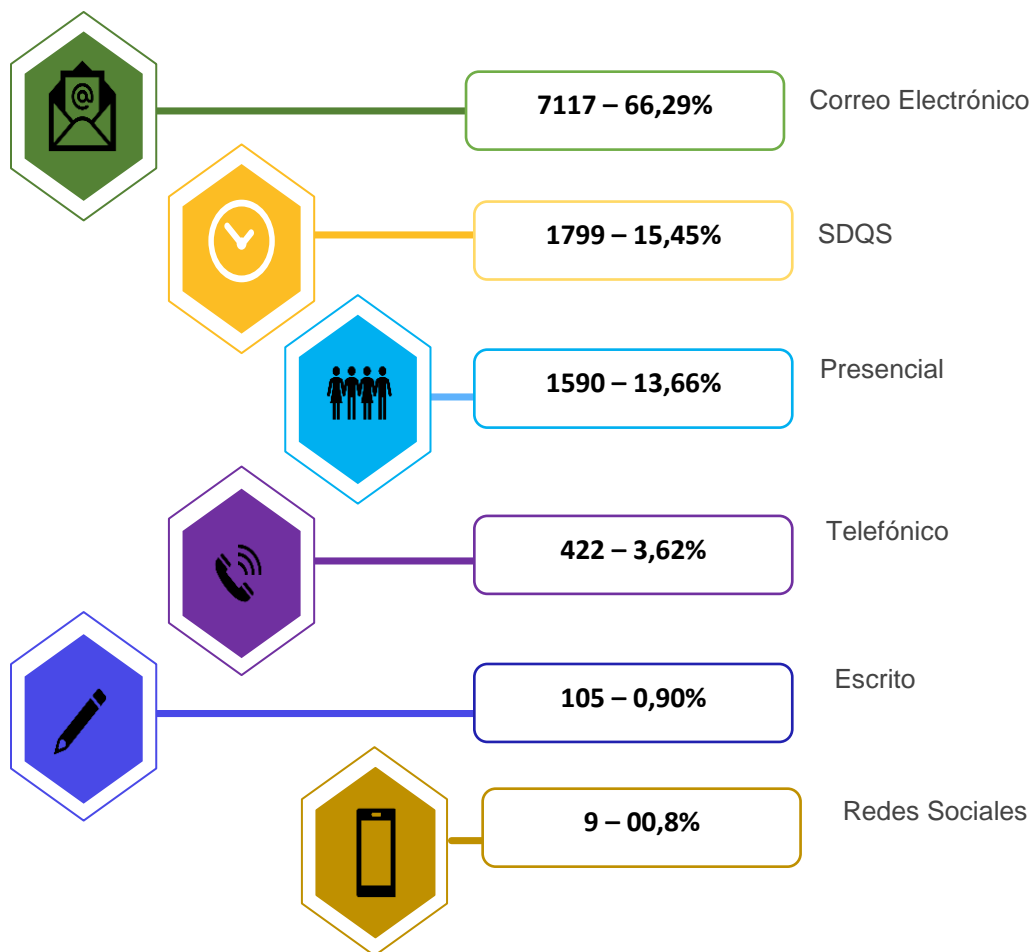 @
7117 – 66,29% Correo Electrónico
1799 – 15,45% SDQS
1590 – 13,66% Presencial
422 – 3,62% Telefónico
105 – 0,90% Escrito
9 – 00,8% Redes Sociales